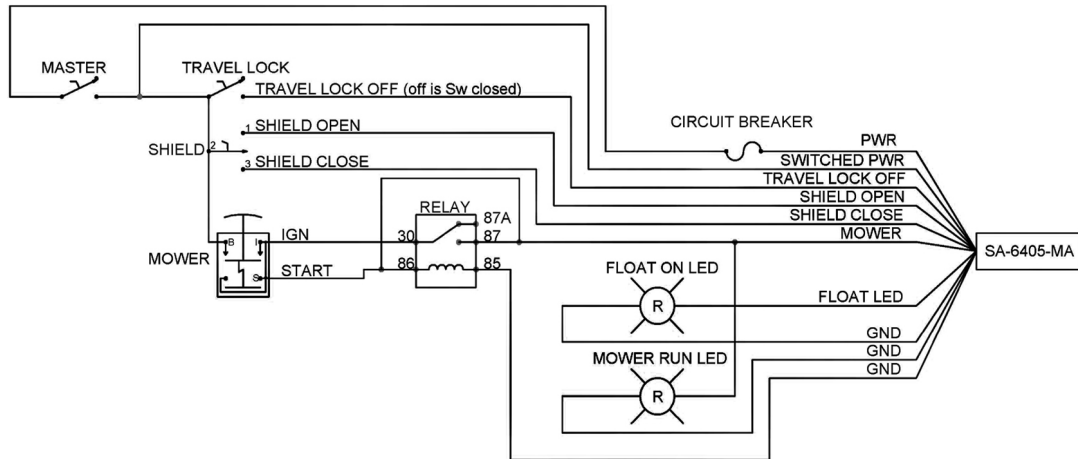 MASTER
TRAVEL LOCK
TRAVEL LOCK OFF (off is Sw closed)
1 SHIELD OPEN
SHIELD 2
3 SHIELD CLOSE
CIRCUIT BREAKER
PWR
SWITCHED PWR
TRAVEL LOCK OFF
SHIELD OPEN
SHIELD CLOSE
MOWER
SA-6405-MA
RELAY
87A
30
87
86
85
MOWER
B
I
S
IGN
START
FLOAT ON LED
R
FLOAT LED
GND
MOWER RUN LED
R
GND
GND